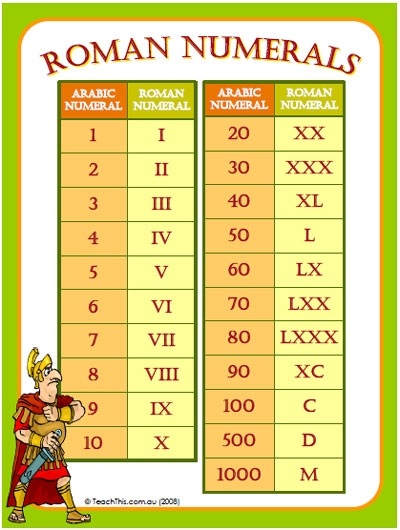 ROMAN NUMERALS
ARABIC NUMERAL ROMAN NUMERAL
1 I
2 II
3 III
4 IV
5 V
6 VI
7 VII
8 VIII
9 IX
10 X
ARABIC NUMERAL ROMAN NUMERAL
20 XX
30 XXX
40 XL
50 L
60 LX
70 LXX
80 LXXX
90 XC
100 C
500 D
1000 M
© TeachThis.com.au (2008)